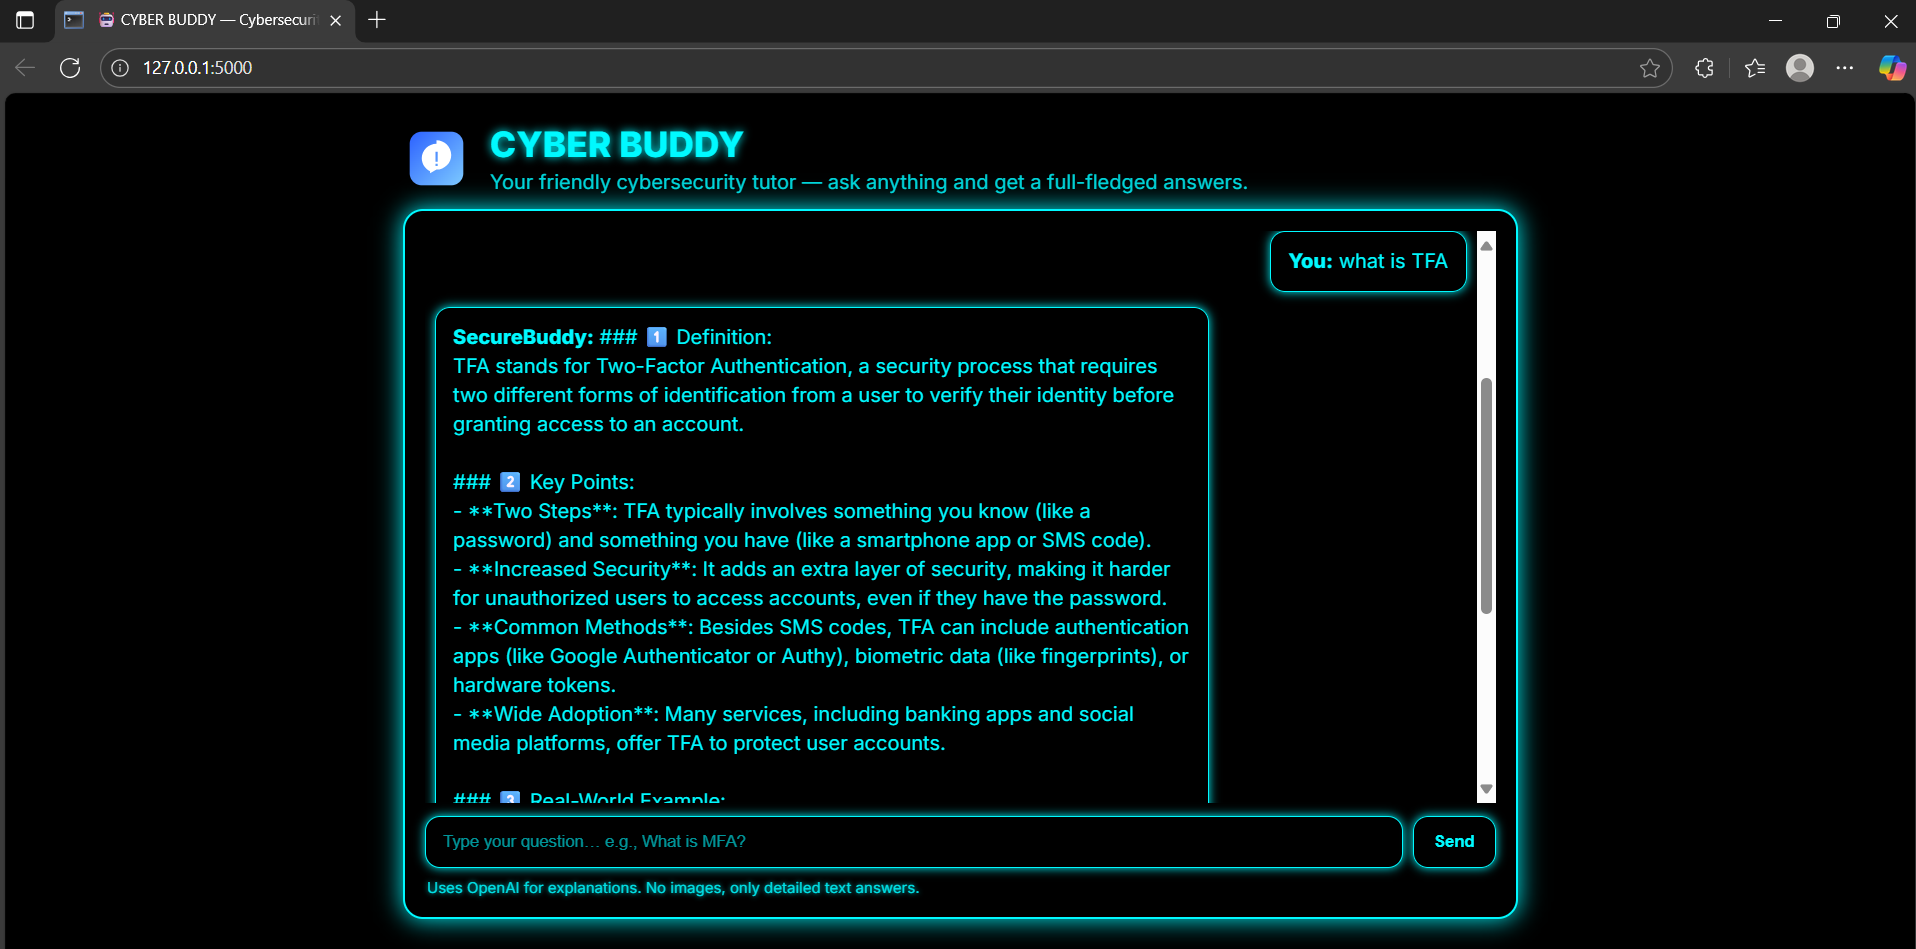 CYBER BUDDY — Cybersecuri
127.0.0.1:5000
CYBER BUDDY
Your friendly cybersecurity tutor — ask anything and get a full-fledged answers.
You: what is TFA
SecureBuddy: ### 1️⃣ Definition:
TFA stands for Two-Factor Authentication, a security process that requires
two different forms of identification from a user to verify their identity before
granting access to an account.
### 2️⃣ Key Points:
- **Two Steps**: TFA typically involves something you know (like a
password) and something you have (like a smartphone app or SMS code).
- **Increased Security**: It adds an extra layer of security, making it harder
for unauthorized users to access accounts, even if they have the password.
- **Common Methods**: Besides SMS codes, TFA can include authentication
apps (like Google Authenticator or Authy), biometric data (like fingerprints), or
hardware tokens.
- **Wide Adoption**: Many services, including banking apps and social
media platforms, offer TFA to protect user accounts.
### 3️⃣ Real-World Example:
Type your question… e.g., What is MFA?
Send
Uses OpenAI for explanations. No images, only detailed text answers.